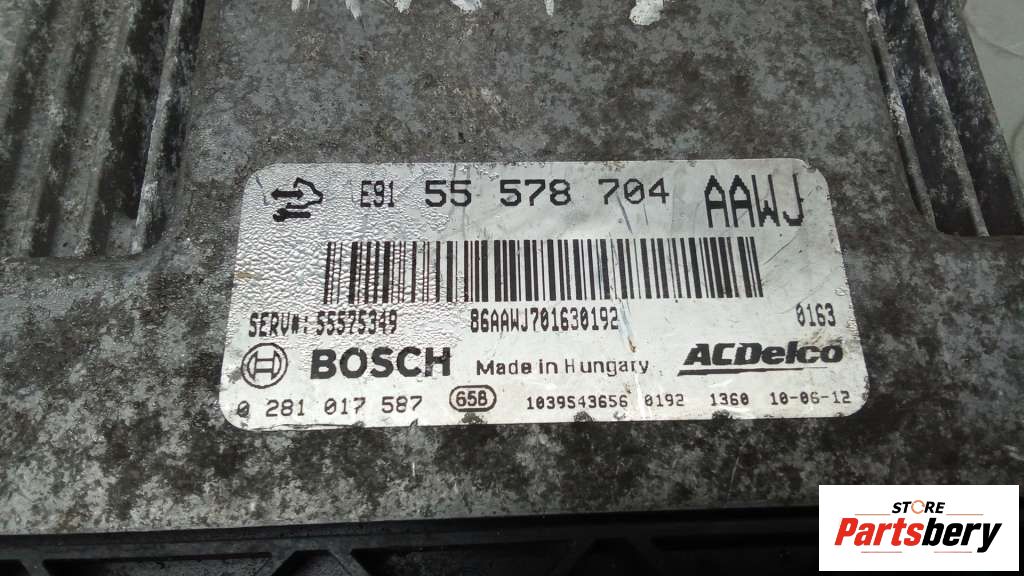 E91 55 578 704 AAWJ
SERV#: 55575349 86AAWJ701630192 0163
BOSCH Made in Hungary ACDelco
0 281 017 587 658 1039S43656 0192 1360 10-06-12
STORE
Partsbery